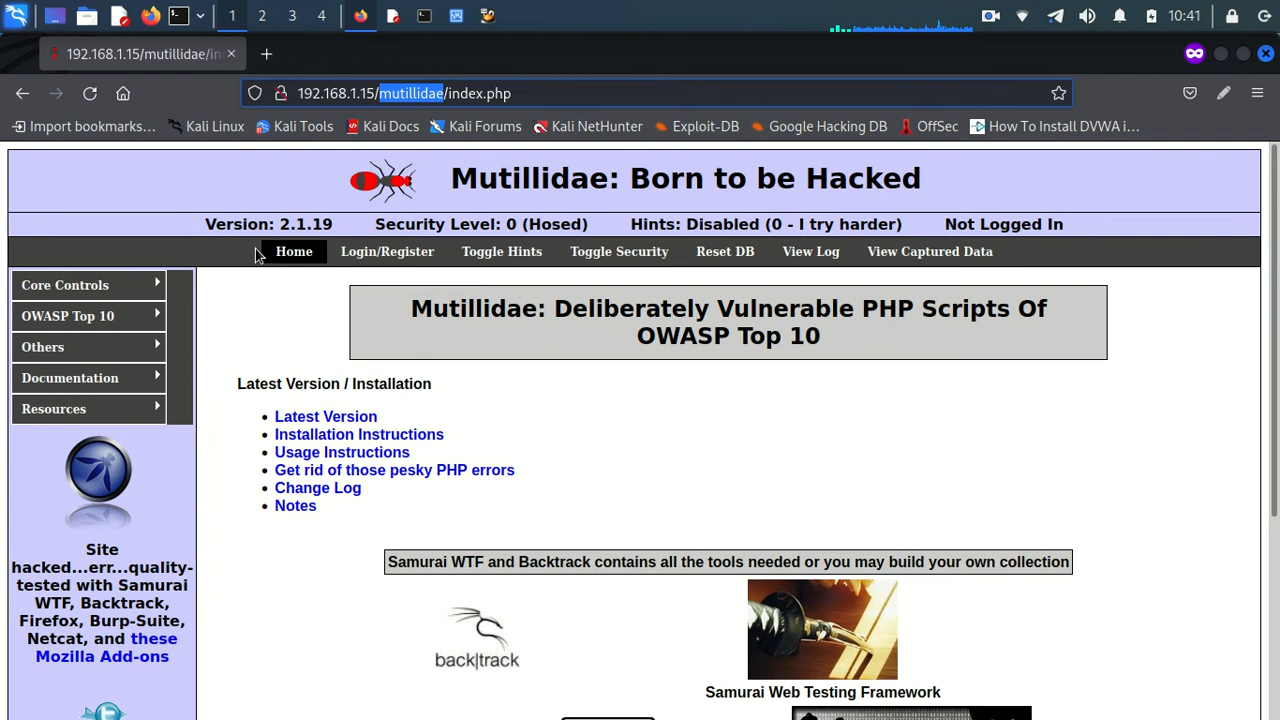 1 2 3 4 10:41
192.168.1.15/mutillidae/in
192.168.1.15/mutillidae/index.php
Import bookmarks... Kali Linux Kali Tools Kali Docs Kali Forums Kali NetHunter Exploit-DB Google Hacking DB OffSec How To Install DVWA i...
Mutillidae: Born to be Hacked
Version: 2.1.19 Security Level: 0 (Hosed) Hints: Disabled (0 - I try harder) Not Logged In
Home Login/Register Toggle Hints Toggle Security Reset DB View Log View Captured Data
Core Controls
OWASP Top 10
Others
Documentation
Resources
Site
hacked...err...quality-
tested with Samurai
WTF, Backtrack,
Firefox, Burp-Suite,
Netcat, and these
Mozilla Add-ons
Mutillidae: Deliberately Vulnerable PHP Scripts Of
OWASP Top 10
Latest Version / Installation
Latest Version
Installation Instructions
Usage Instructions
Get rid of those pesky PHP errors
Change Log
Notes
Samurai WTF and Backtrack contains all the tools needed or you may build your own collection
back|track
Samurai Web Testing Framework